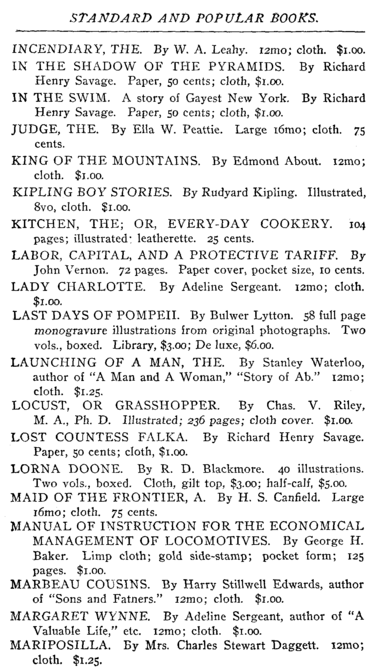 STANDARD AND POPULAR BOOKS.
INCENDIARY, THE. By W. A. Leahy. 12mo; cloth. $1.00.
IN THE SHADOW OF THE PYRAMIDS. By Richard
Henry Savage. Paper, 50 cents; cloth, $1.00.
IN THE SWIM. A story of Gayest New York. By Richard
Henry Savage. Paper, 50 cents; cloth, $1.00.
JUDGE, THE. By Ella W. Peattie. Large 16mo; cloth. 75
cents.
KING OF THE MOUNTAINS. By Edmond About. 12mo;
cloth. $1.00.
KIPLING BOY STORIES. By Rudyard Kipling. Illustrated,
8vo, cloth. $1.00.
KITCHEN, THE; OR, EVERY-DAY COOKERY. 104
pages; illustrated; leatherette. 25 cents.
LABOR, CAPITAL, AND A PROTECTIVE TARIFF. By
John Vernon. 72 pages. Paper cover, pocket size, 10 cents.
LADY CHARLOTTE. By Adeline Sergeant. 12mo; cloth.
$1.00.
LAST DAYS OF POMPEII. By Bulwer Lytton. 58 full page
monogravure illustrations from original photographs. Two
vols., boxed. Library, $3.00; De luxe, $6.00.
LAUNCHING OF A MAN, THE. By Stanley Waterloo,
author of "A Man and A Woman," "Story of Ab." 12mo;
cloth. $1.25.
LOCUST, OR GRASSHOPPER. By Chas. V. Riley,
M. A., Ph. D. Illustrated; 236 pages; cloth cover. $1.00.
LOST COUNTESS FALKA. By Richard Henry Savage.
Paper, 50 cents; cloth, $1.00.
LORNA DOONE. By R. D. Blackmore. 40 illustrations.
Two vols., boxed. Cloth, gilt top, $3.00; half-calf, $5.00.
MAID OF THE FRONTIER, A. By H. S. Canfield. Large
16mo; cloth. 75 cents.
MANUAL OF INSTRUCTION FOR THE ECONOMICAL
MANAGEMENT OF LOCOMOTIVES. By George H.
Baker. Limp cloth; gold side-stamp; pocket form; 125
pages. $1.00.
MARBEAU COUSINS. By Harry Stillwell Edwards, author
of "Sons and Fatners." 12mo; cloth. $1.00.
MARGARET WYNNE. By Adeline Sergeant, author of "A
Valuable Life," etc. 12mo; cloth. $1.00.
MARIPOSILLA. By Mrs. Charles Stewart Daggett. 12mo;
cloth. $1.25.